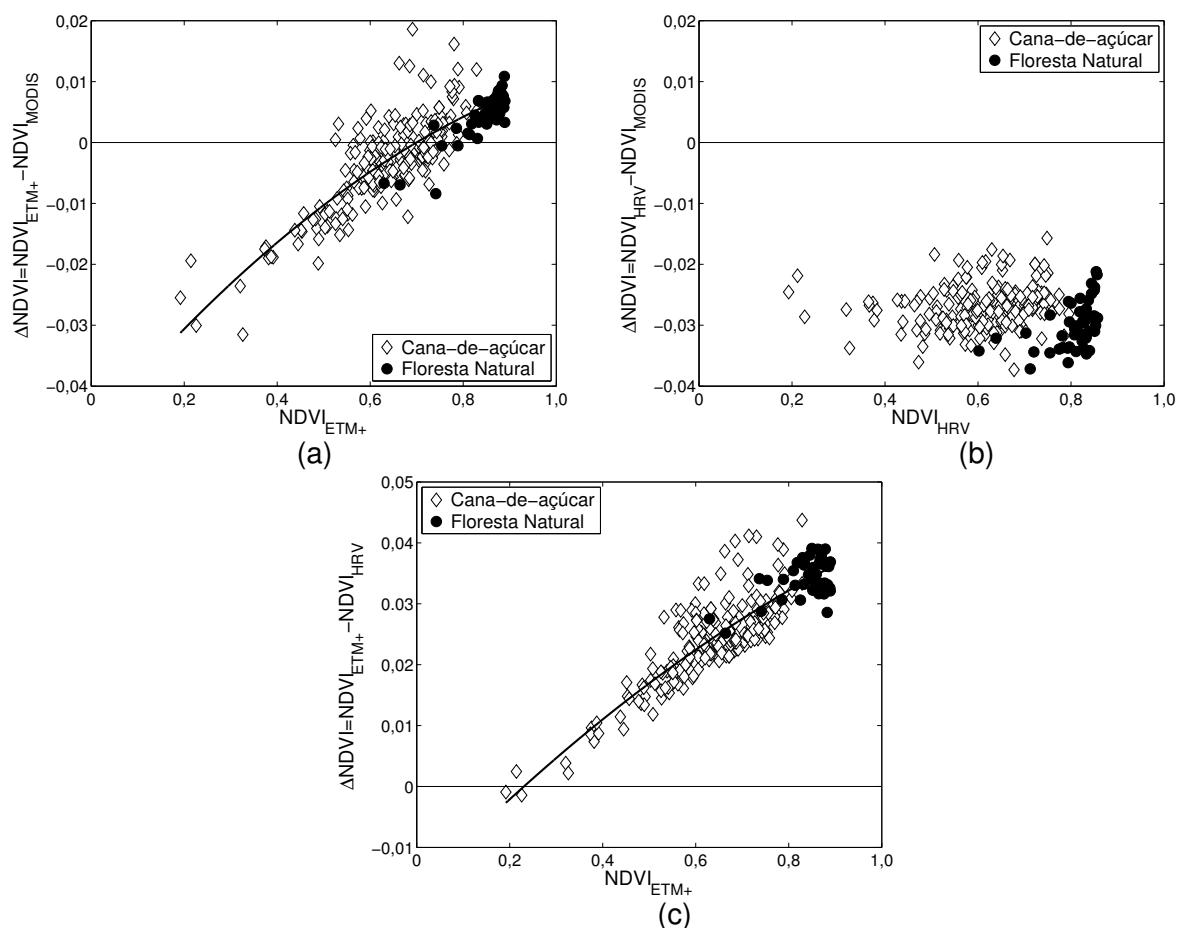 0,02
0,01
0
−0,01
−0,02
−0,03
−0,04
ΔNDVI=NDVI_ETM+−NDVI_MODIS
Cana−de−açúcar
Floresta Natural
0 0,2 0,4 0,6 0,8 1,0
NDVI_ETM+
(a)
0,02
0,01
0
−0,01
−0,02
−0,03
−0,04
ΔNDVI=NDVI_HRV−NDVI_MODIS
Cana−de−açúcar
Floresta Natural
0 0,2 0,4 0,6 0,8 1,0
NDVI_HRV
(b)
0,05
0,04
0,03
0,02
0,01
0
−0,01
ΔNDVI=NDVI_ETM+−NDVI_HRV
Cana−de−açúcar
Floresta Natural
0 0,2 0,4 0,6 0,8 1,0
NDVI_ETM+
(c)